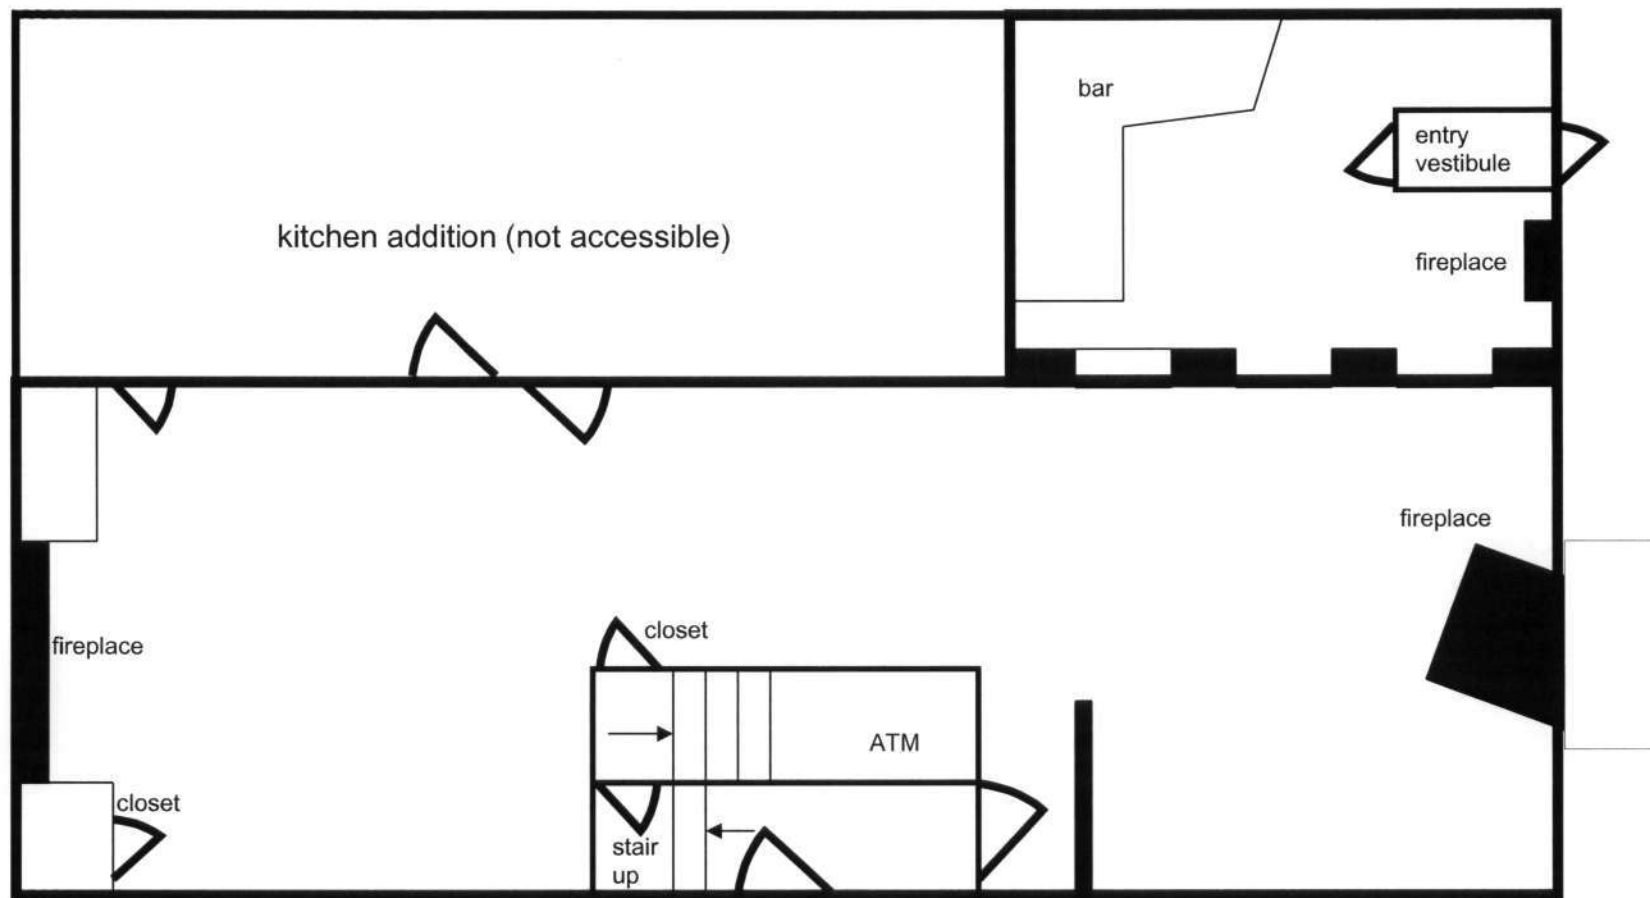 bar
entry
vestibule
kitchen addition (not accessible)
fireplace
fireplace
closet
fireplace
ATM
closet
stair
up